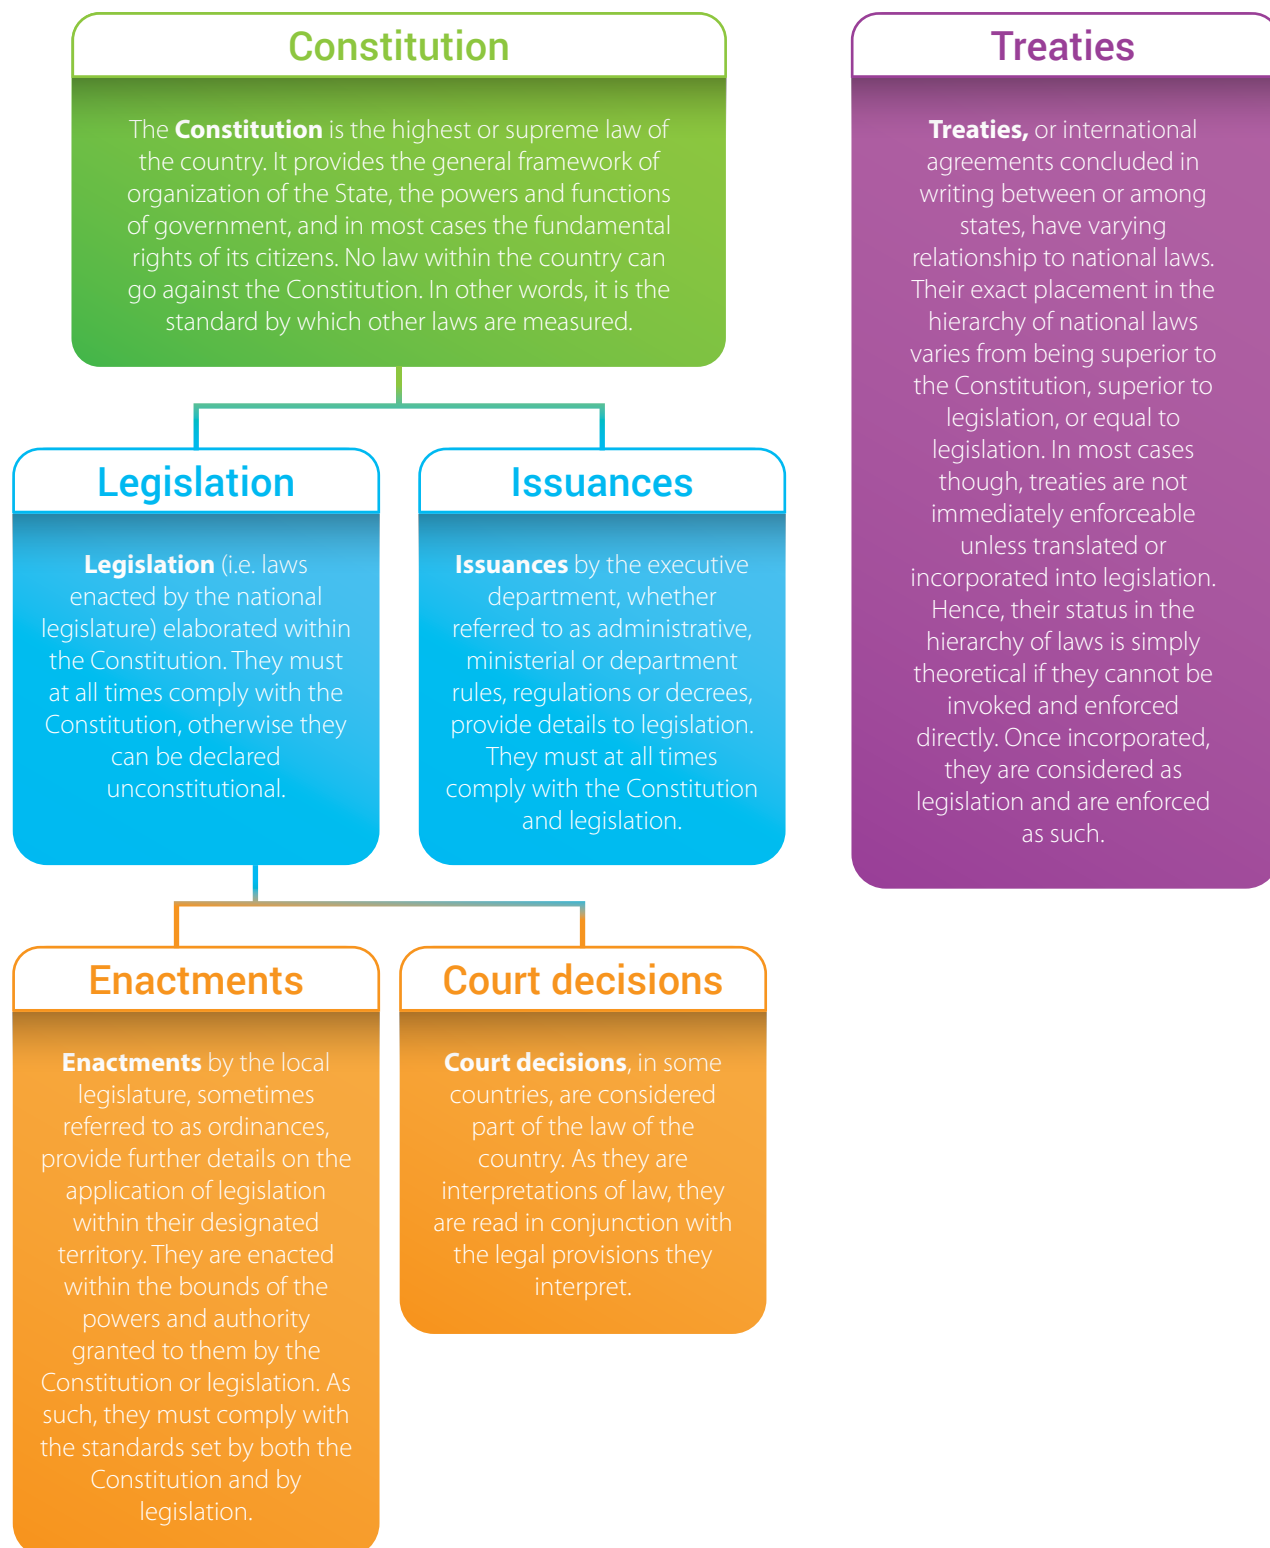 Constitution
The Constitution is the highest or supreme law of
the country. It provides the general framework of
organization of the State, the powers and functions
of government, and in most cases the fundamental
rights of its citizens. No law within the country can
go against the Constitution. In other words, it is the
standard by which other laws are measured.
Treaties
Treaties, or international
agreements concluded in
writing between or among
states, have varying
relationship to national laws.
Their exact placement in the
hierarchy of national laws
varies from being superior to
the Constitution, superior to
legislation, or equal to
legislation. In most cases
though, treaties are not
immediately enforceable
unless translated or
incorporated into legislation.
Hence, their status in the
hierarchy of laws is simply
theoretical if they cannot be
invoked and enforced
directly. Once incorporated,
they are considered as
legislation and are enforced
as such.
Legislation
Legislation (i.e. laws
enacted by the national
legislature) elaborated within
the Constitution. They must
at all times comply with the
Constitution, otherwise they
can be declared
unconstitutional.
Issuances
Issuances by the executive
department, whether
referred to as administrative,
ministerial or department
rules, regulations or decrees,
provide details to legislation.
They must at all times
comply with the Constitution
and legislation.
Enactments
Enactments by the local
legislature, sometimes
referred to as ordinances,
provide further details on the
application of legislation
within their designated
territory. They are enacted
within the bounds of the
powers and authority
granted to them by the
Constitution or legislation. As
such, they must comply with
the standards set by both the
Constitution and by
legislation.
Court decisions
Court decisions, in some
countries, are considered
part of the law of the
country. As they are
interpretations of law, they
are read in conjunction with
the legal provisions they
interpret.